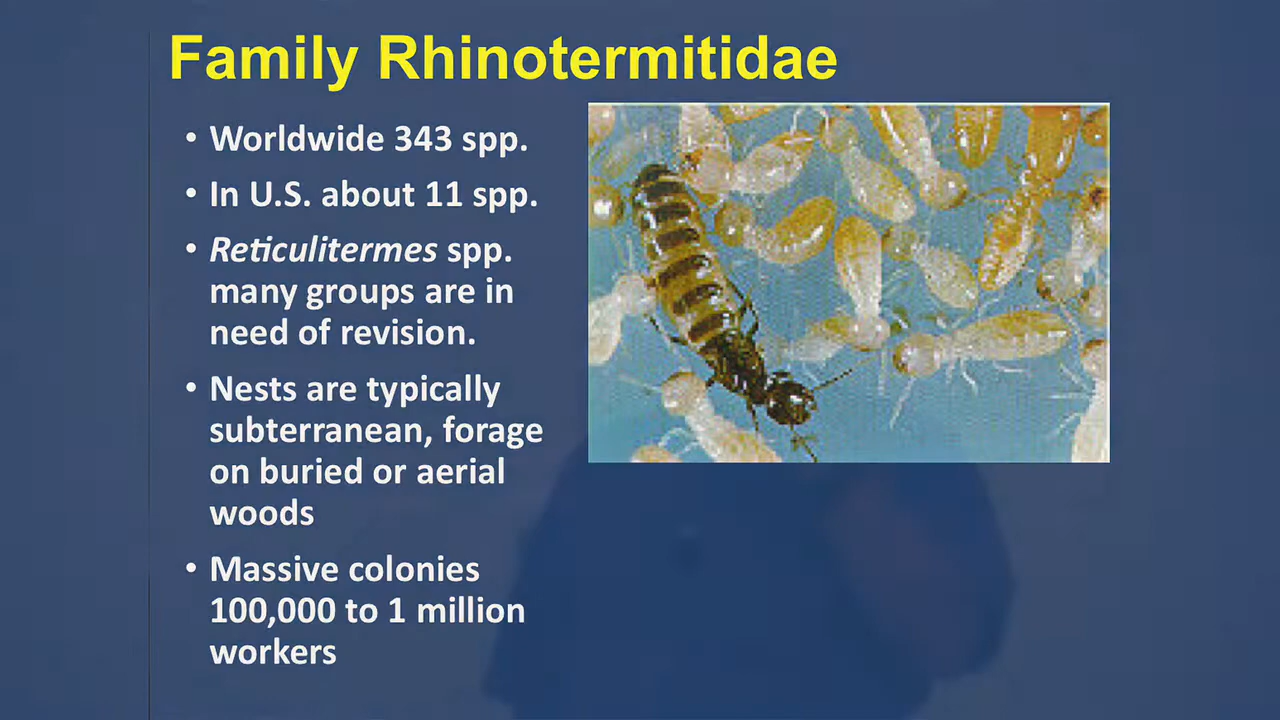 Family Rhinotermitidae
• Worldwide 343 spp.
• In U.S. about 11 spp.
• Reticulitermes spp.
many groups are in
need of revision.
• Nests are typically
subterranean, forage
on buried or aerial
woods
• Massive colonies
100,000 to 1 million
workers